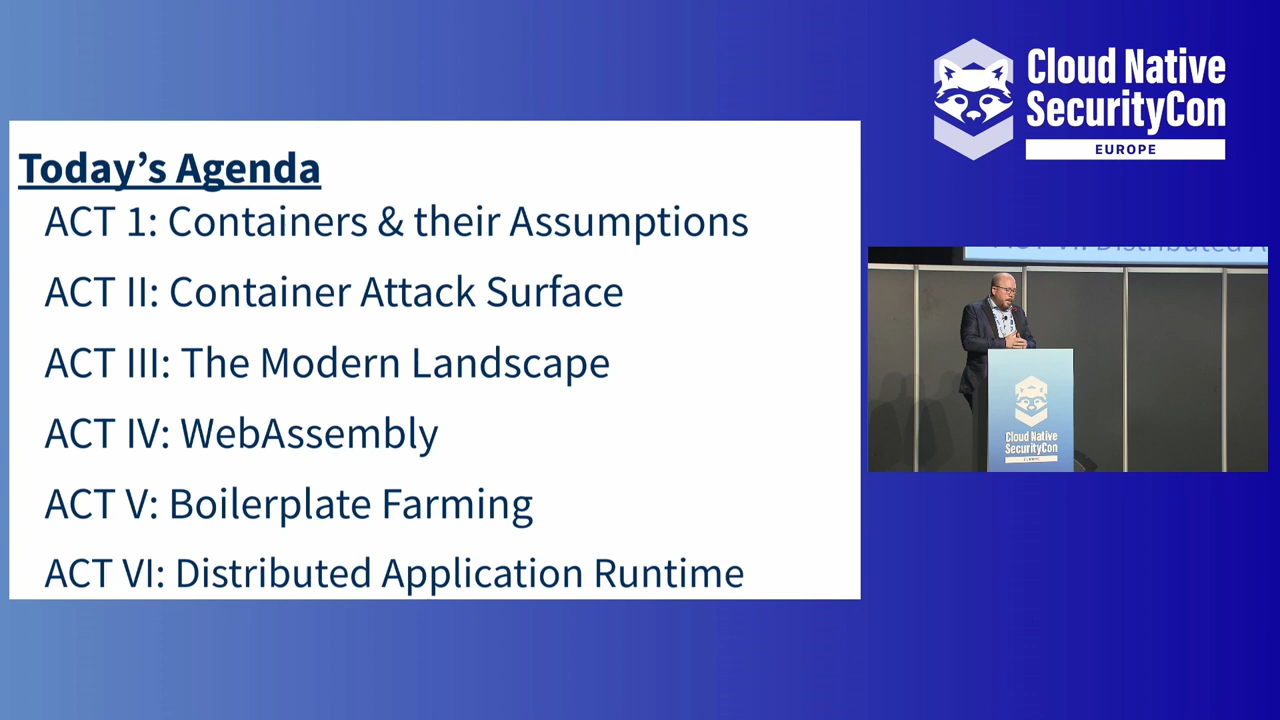 Cloud Native
SecurityCon
EUROPE
Today's Agenda
ACT 1: Containers & their Assumptions
ACT II: Container Attack Surface
ACT III: The Modern Landscape
ACT IV: WebAssembly
ACT V: Boilerplate Farming
ACT VI: Distributed Application Runtime
Cloud Native
SecurityCon
EUROPE